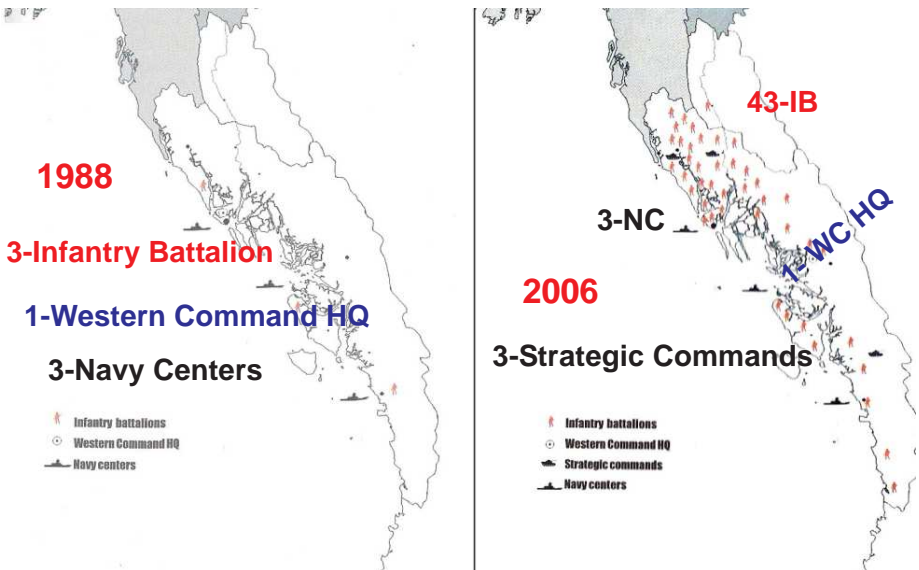 1988
3-Infantry Battalion
1-Western Command HQ
3-Navy Centers
Infantry battalions
Western Command HQ
Navy centers
43-IB
3-NC
1- WC HQ
2006
3-Strategic Commands
Infantry battalions
Western Command HQ
Strategic commands
Navy centers